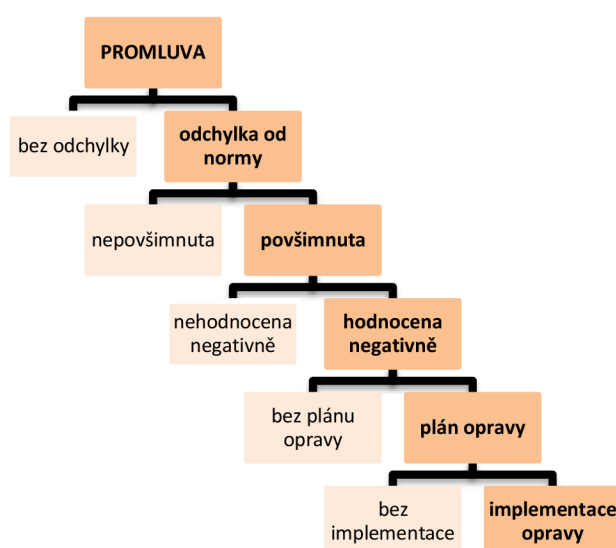 PROMLUVA
bez odchylky
odchylka od
normy
nepovšimnuta
povšimnuta
nehodnocena
negativně
hodnocena
negativně
bez plánu
opravy
plán opravy
bez
implementace
implementace
opravy